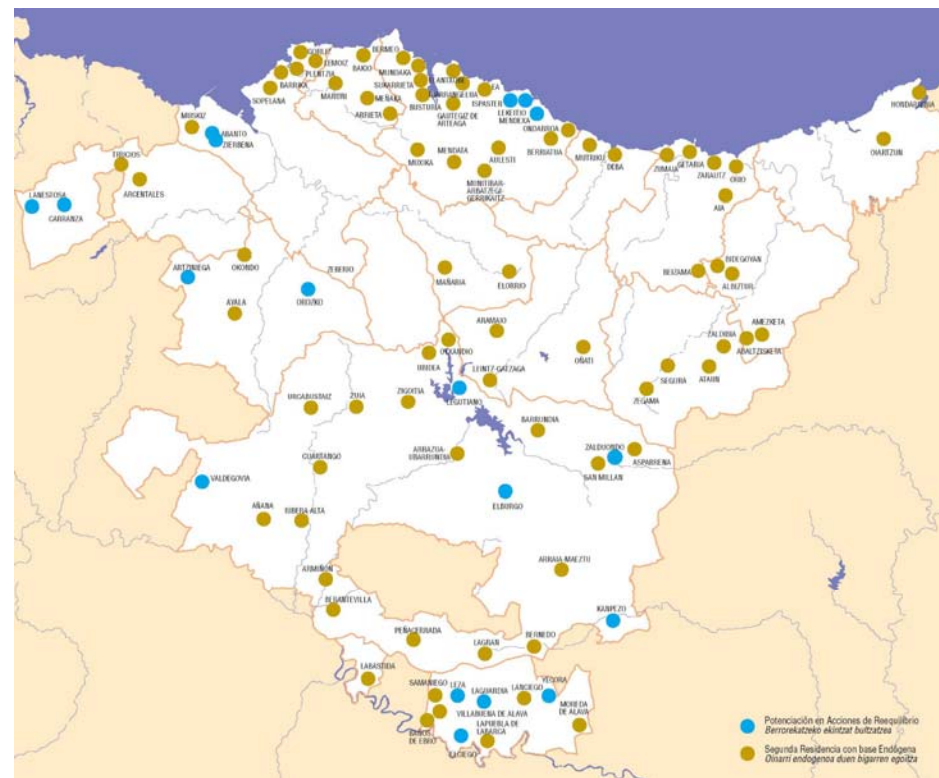 GORLIZ
LEMOIZ
BERMEO
BAKIO
PLENTZIA
MUNDAKA
BARRIKA
SUKARRIETA
ELANTXOBE
IBARRANGELUA
EA
SOPELANA
MARURI
MEÑAKA
BUSTURIA
ISPASTER
LEKEITIO
MENDEXA
GAUTEGIZ DE
ARTEAGA
ARRIETA
HONDARRIBIA
MUSKIZ
ABANTO
ZIERBENA
ONDARROA
BERRIATUA
MUTRIKU
DEBA
ZUMAIA
GETARIA
ZARAUTZ
ORIO
OIARTZUN
MUXIKA
MENDATA
AULESTI
MUNITIBAR-
ARBATZEGI-
GERRIKAITZ
TRUCIOS
ARCENTALES
LANESTOSA
CARRANZA
AIA
OKONDO
ARTZINIEGA
ZEBERIO
BEIZAMA
BIDEGOYAN
ALBIZTUR
MAÑARIA
ELORRIO
OROZKO
AYALA
ARAMAIO
AMEZKETA
ZALDIBIA
ABALTZISKETA
OTXANDIO
UBIDEA
OÑATI
LEINTZ-GATZAGA
SEGURA
ATAUN
ZEGAMA
LEGUTIANO
ZIGOITIA
ZUIA
URCABUSTAIZ
BARRUNDIA
ARRAZUA-
UBARRUNDIA
ZALDUONDO
ASPARRENA
SAN MILLAN
CUARTANGO
VALDEGOVIA
ELBURGO
AÑANA
RIBERA-ALTA
ARRAIA-MAEZTU
ARMIÑON
BERANTEVILLA
KANPEZO
PEÑACERRADA
LAGRAN
BERNEDO
LABASTIDA
SAMANIEGO
LEZA
LAGUARDIA
LANCIEGO
YECORA
VILLABUENA DE ALAVA
MOREDA
DE ALAVA
LAPUEBLA DE
LABARCA
BAÑOS
DE EBRO
ELCIEGO
Potenciación en Acciones de Reequilibrio
Berrorekatzeko ekintzat bultzatzea
Segunda Residencia con base Endógena
Oinarri endogenoa duen bigarren egoitza